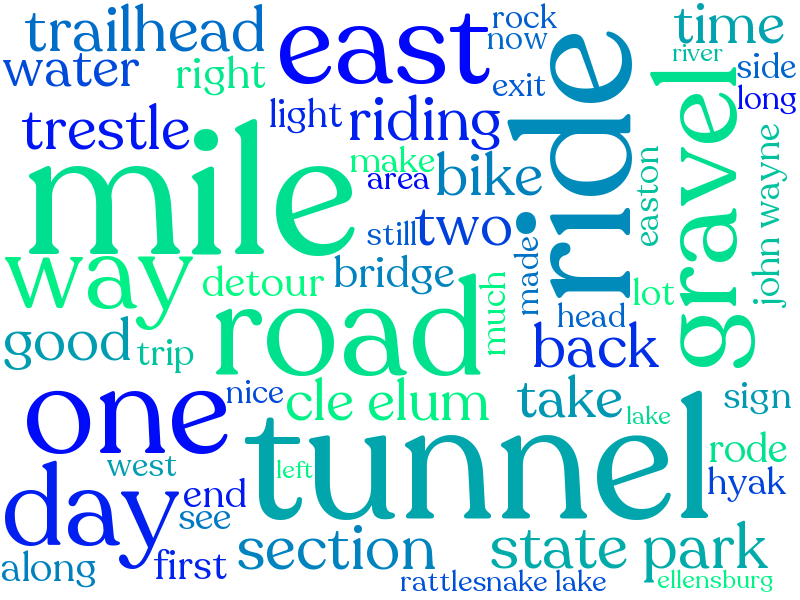 trailhead
east
rock
now
time
river
water
right
exit
side
long
trestle
light
riding
ride
gravel
mile
make
area
bike
easton
john wayne
still
two
made
way
detour
bridge
much
lot
good
trip
road
head
back
one
nice
cle elum
take
lake
sign
west
left
tunnel
rode
hyak
day
end
see
along
first
section
state park
rattlesnake lake
ellensburg